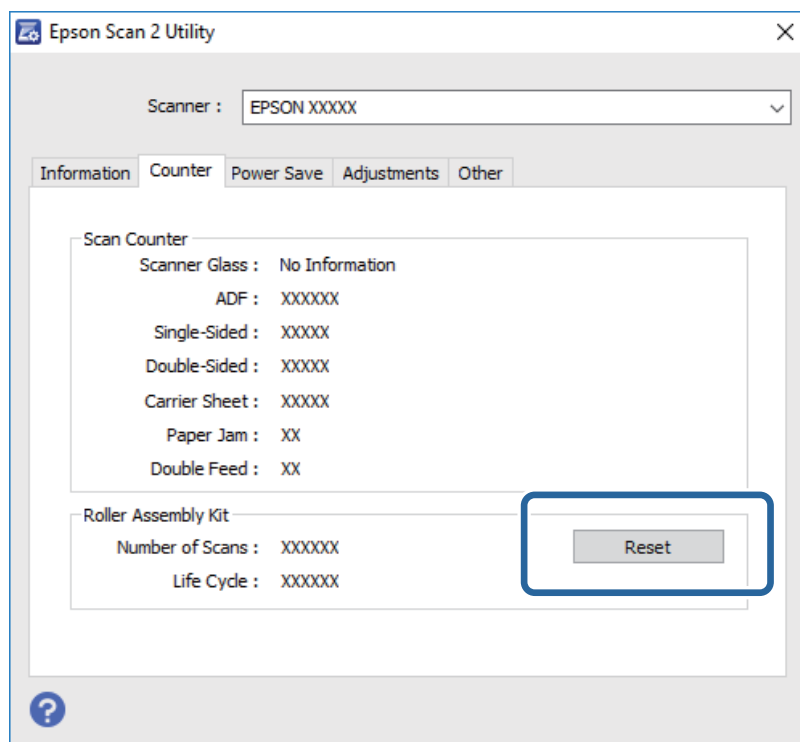 Epson Scan 2 Utility
Scanner : EPSON XXXXX
Information Counter Power Save Adjustments Other
Scan Counter
Scanner Glass : No Information
ADF : XXXXXX
Single-Sided : XXXXX
Double-Sided : XXXXX
Carrier Sheet : XXXXX
Paper Jam : XX
Double Feed : XX
Roller Assembly Kit
Number of Scans : XXXXXX Reset
Life Cycle : XXXXXX
?